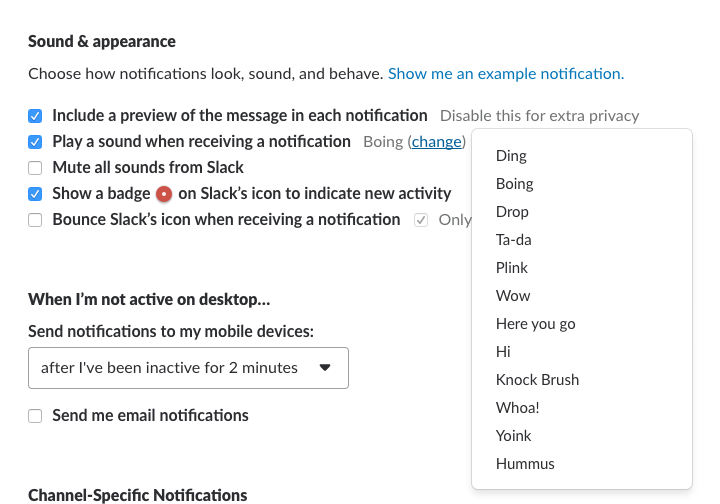 Sound & appearance
Choose how notifications look, sound, and behave. Show me an example notification.
Include a preview of the message in each notification Disable this for extra privacy
Play a sound when receiving a notification Boing (change)
Mute all sounds from Slack
Show a badge on Slack’s icon to indicate new activity
Bounce Slack’s icon when receiving a notification Only
Ding
Boing
Drop
Ta-da
Plink
Wow
Here you go
Hi
Knock Brush
Whoa!
Yoink
Hummus
When I’m not active on desktop...
Send notifications to my mobile devices:
after I've been inactive for 2 minutes
Send me email notifications
Channel-Specific Notifications